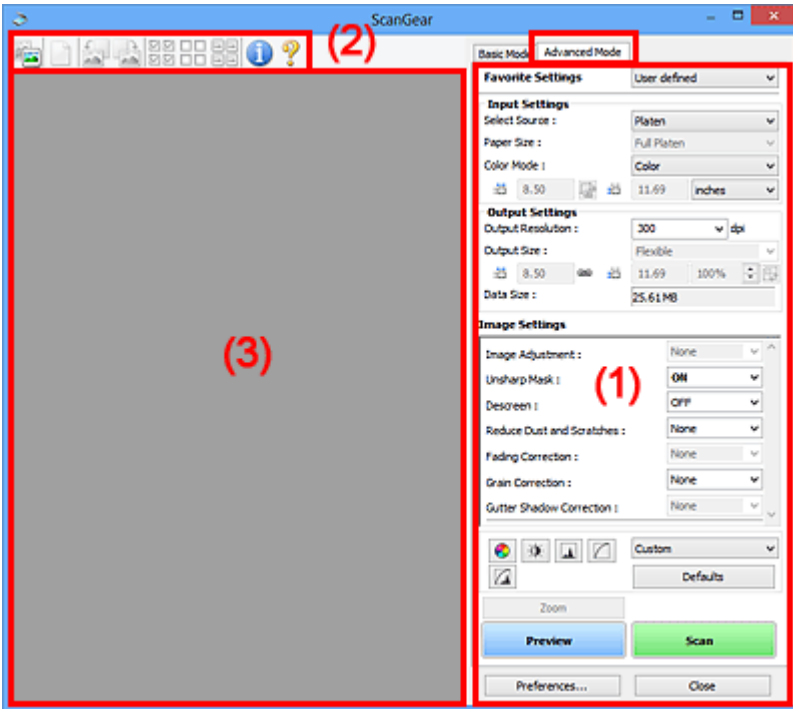 ScanGear
(2)
Basic Mode Advanced Mode
Favorite Settings User defined
Input Settings
Select Source : Platen
Paper Size : Full Platen
Color Mode : Color
8.50 11.69 inches
Output Settings
Output Resolution : 300 dpi
Output Size : Flexible
8.50 11.69 100%
Data Size : 25.61MB
Image Settings
(3)
(1)
Image Adjustment : None
Unsharp Mask : ON
Descreen : OFF
Reduce Dust and Scratches : None
Fading Correction : None
Grain Correction : None
Gutter Shadow Correction : None
Custom
Defaults
Zoom
Preview Scan
Preferences... Close